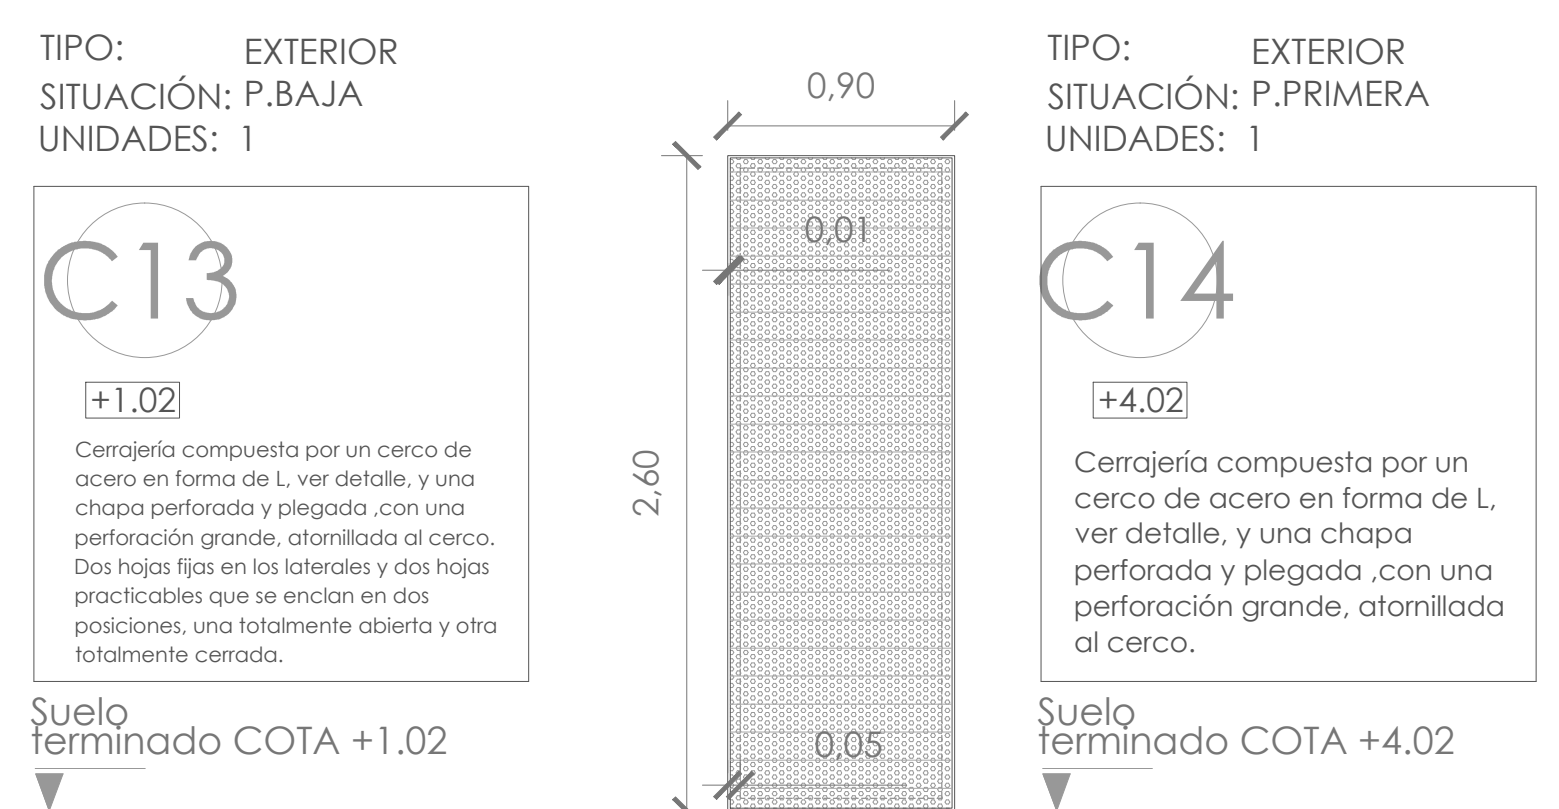 TIPO: EXTERIOR
SITUACIÓN: P.BAJA
UNIDADES: 1
C13
+1.02
Cerrajería compuesta por un cerco de
acero en forma de L, ver detalle, y una
chapa perforada y plegada ,con una
perforación grande, atornillada al cerco.
Dos hojas fijas en los laterales y dos hojas
practicables que se enclan en dos
posiciones, una totalmente abierta y otra
totalmente cerrada.
Suelo
terminado COTA +1.02
0,90
0,01
2,60
0,05
TIPO: EXTERIOR
SITUACIÓN: P.PRIMERA
UNIDADES: 1
C14
+4.02
Cerrajería compuesta por un
cerco de acero en forma de L,
ver detalle, y una chapa
perforada y plegada ,con una
perforación grande, atornillada
al cerco.
Suelo
terminado COTA +4.02